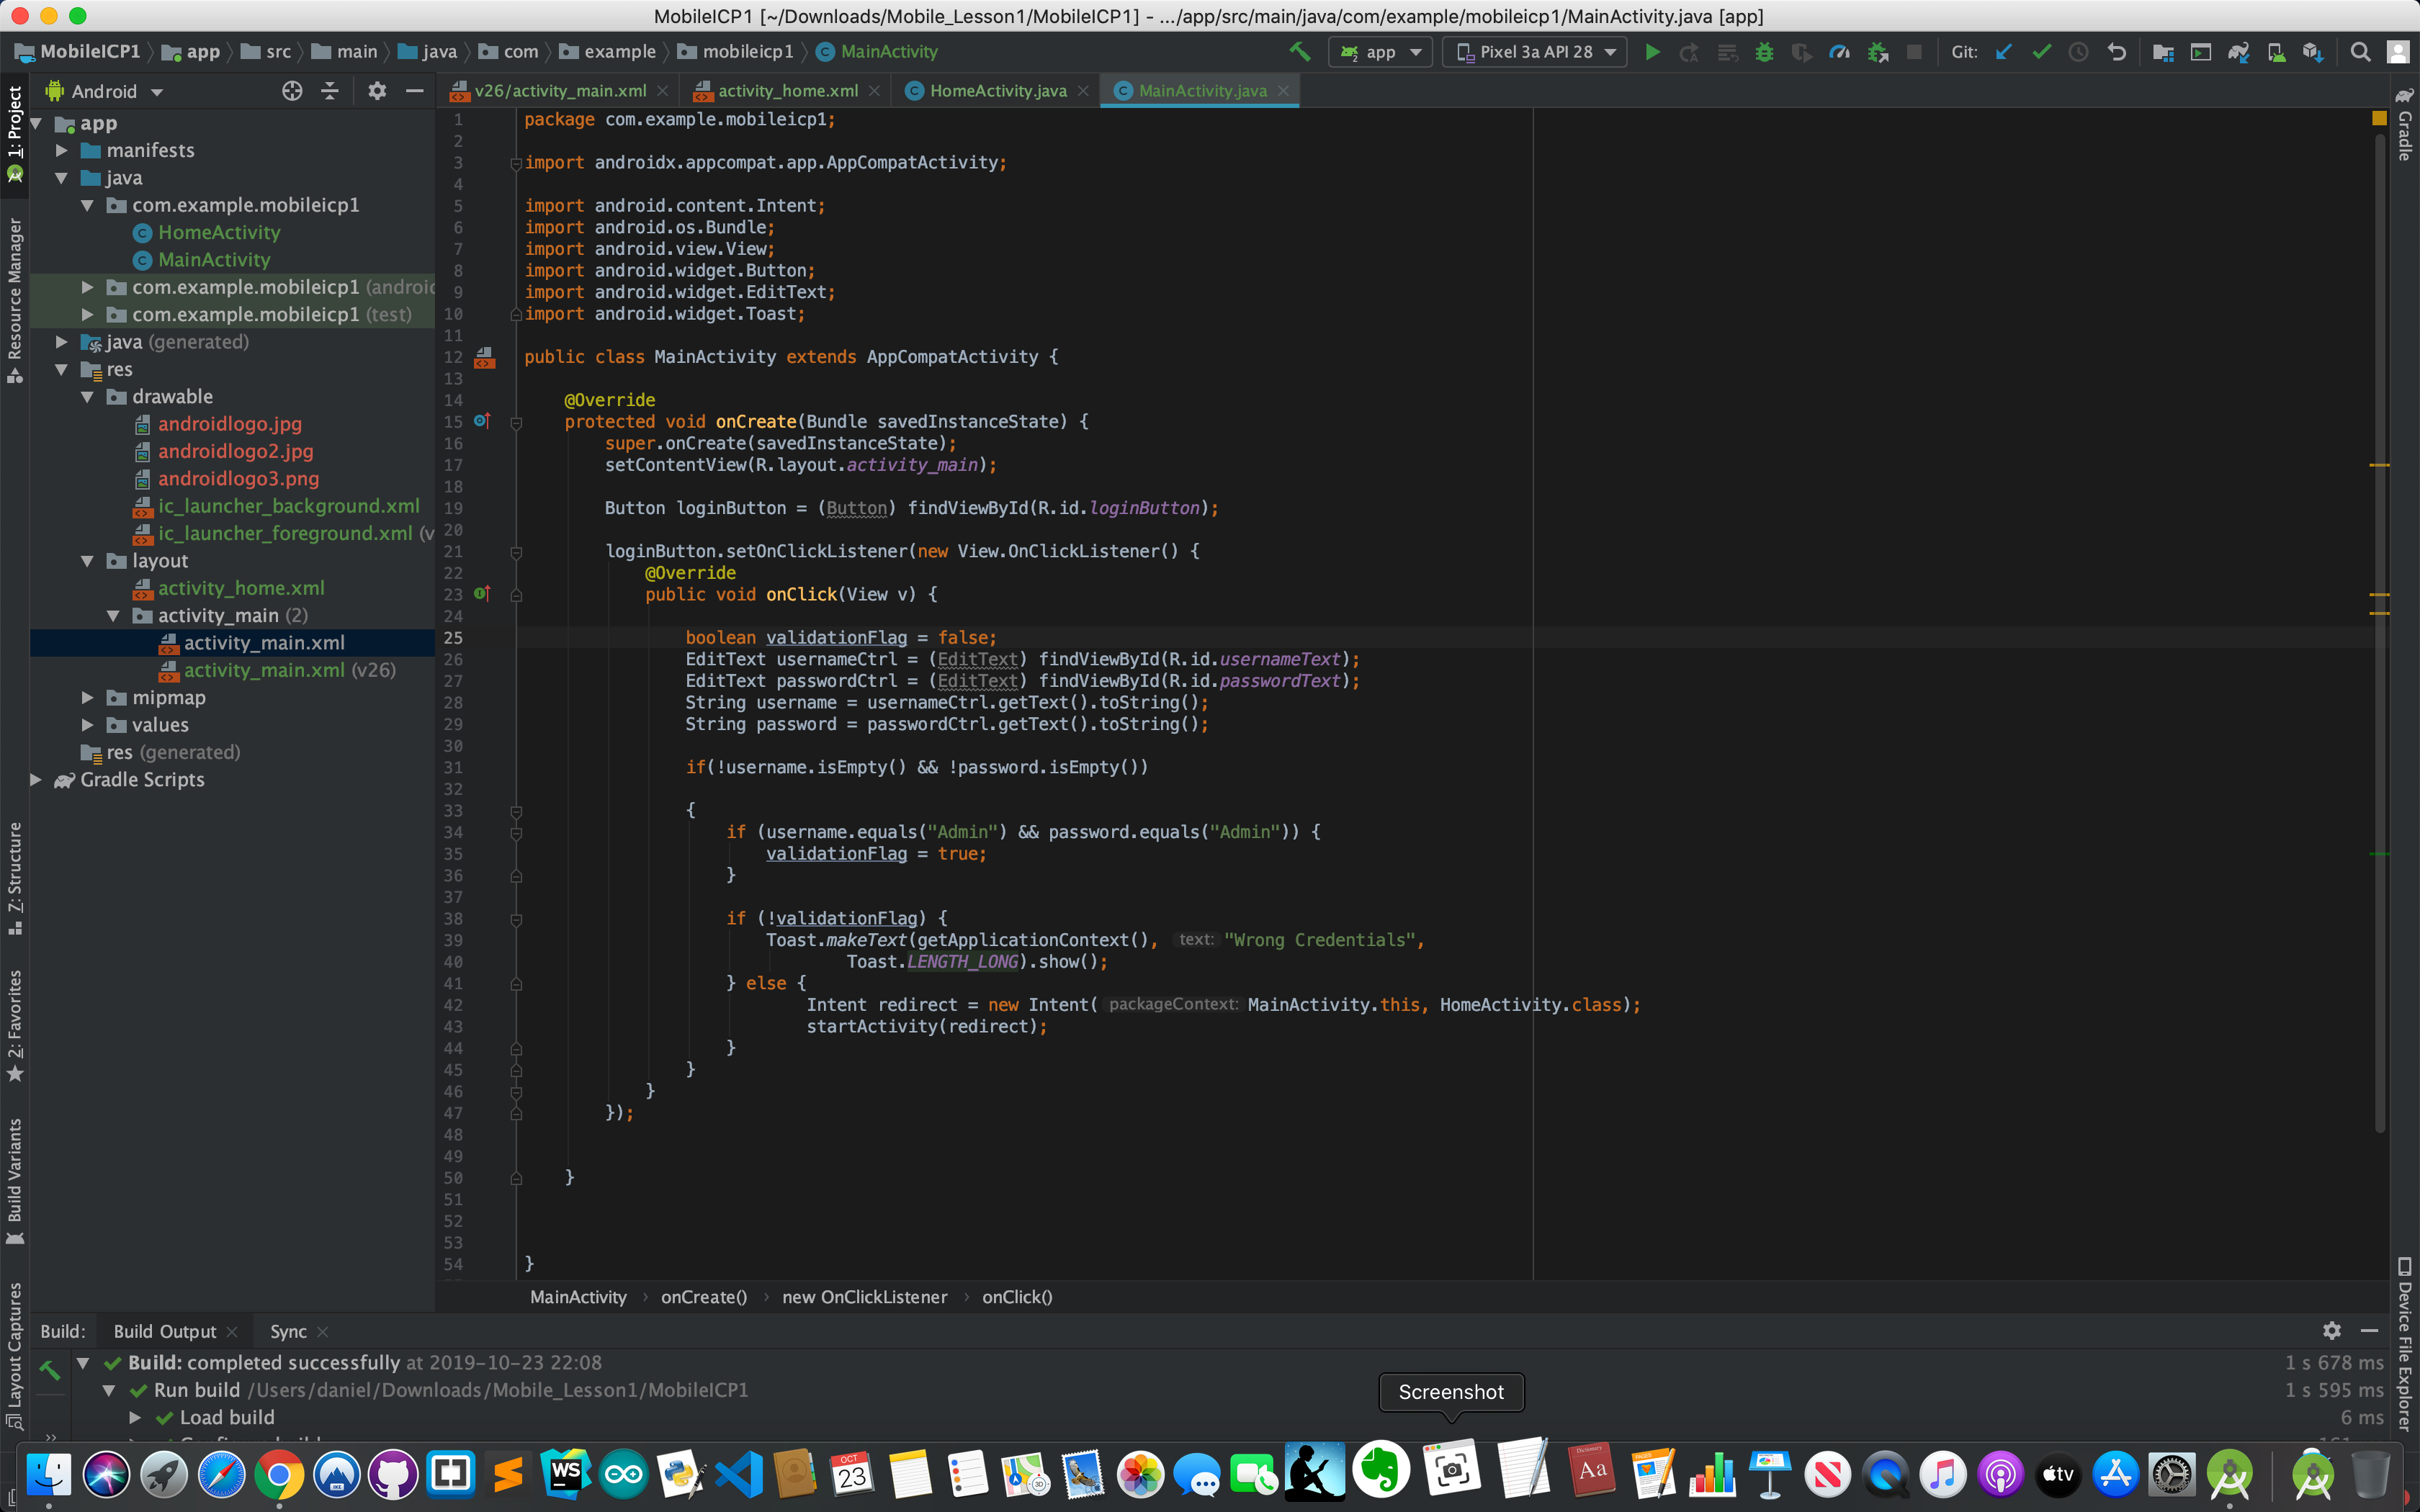 MobileICP1 [~/Downloads/Mobile_Lesson1/MobileICP1] - .../app/src/main/java/com/example/mobileicp1/MainActivity.java [app]
MobileICP1 app src main java com example mobileicp1 MainActivity app Pixel 3a API 28 Git:
Android
v26/activity_main.xml activity_home.xml HomeActivity.java MainActivity.java
1: Project
Resource Manager
Z: Structure
2: Favorites
Build Variants
Layout Captures
app
manifests
java
com.example.mobileicp1
HomeActivity
MainActivity
com.example.mobileicp1 (androic
com.example.mobileicp1 (test)
java (generated)
res
drawable
androidlogo.jpg
androidlogo2.jpg
androidlogo3.png
ic_launcher_background.xml
ic_launcher_foreground.xml (v
layout
activity_home.xml
activity_main (2)
activity_main.xml
activity_main.xml (v26)
mipmap
values
res (generated)
Gradle Scripts
1 package com.example.mobileicp1;
2
3 import androidx.appcompat.app.AppCompatActivity;
4
5 import android.content.Intent;
6 import android.os.Bundle;
7 import android.view.View;
8 import android.widget.Button;
9 import android.widget.EditText;
10 import android.widget.Toast;
11
12 public class MainActivity extends AppCompatActivity {
13
14 @Override
15 protected void onCreate(Bundle savedInstanceState) {
16 super.onCreate(savedInstanceState);
17 setContentView(R.layout.activity_main);
18
19 Button loginButton = (Button) findViewById(R.id.loginButton);
20
21 loginButton.setOnClickListener(new View.OnClickListener() {
22 @Override
23 public void onClick(View v) {
24
25 boolean validationFlag = false;
26 EditText usernameCtrl = (EditText) findViewById(R.id.usernameText);
27 EditText passwordCtrl = (EditText) findViewById(R.id.passwordText);
28 String username = usernameCtrl.getText().toString();
29 String password = passwordCtrl.getText().toString();
30
31 if(!username.isEmpty() && !password.isEmpty())
32
33 {
34 if (username.equals("Admin") && password.equals("Admin")) {
35 validationFlag = true;
36 }
37
38 if (!validationFlag) {
39 Toast.makeText(getApplicationContext(), text: "Wrong Credentials",
40 Toast.LENGTH_LONG).show();
41 } else {
42 Intent redirect = new Intent( packageContext: MainActivity.this, HomeActivity.class);
43 startActivity(redirect);
44 }
45 }
46 }
47 });
48
49
50 }
51
52
53
54 }
MainActivity › onCreate() › new OnClickListener › onClick()
Gradle
Device File Explorer
Build: Build Output Sync
Build: completed successfully at 2019-10-23 22:08 1 s 678 ms
Run build /Users/daniel/Downloads/Mobile_Lesson1/MobileICP1 1 s 595 ms
Load build 6 ms
Screenshot
WS
OCT
23
Aa
tv